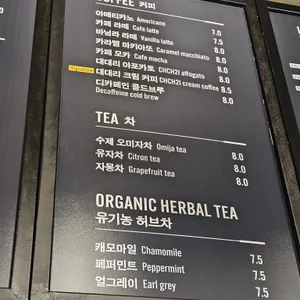 COFFEE 커피
아메리카노 Americano
카페 라떼 Cafe latte 7.0
바닐라 라떼 Vanilla latte 7.5
카라멜 마키아또 Caramel macchiato 8.0
카페 모카 Cafe mocha 8.0
대대리 아포카토 CHCH2I affogato 8.0
대대리 크림 커피 CHCH2I cream coffee 8.5
디카페인 콜드브루 8.0
Decaffeine cold brew
TEA 차
수제 오미자차 Omija tea 8.0
유자차 Citron tea 8.0
자몽차 Grapefruit tea 8.0
ORGANIC HERBAL TEA
유기농 허브차
캐모마일 Chamomile 7.5
페퍼민트 Peppermint 7.5
얼그레이 Earl grey 7.5